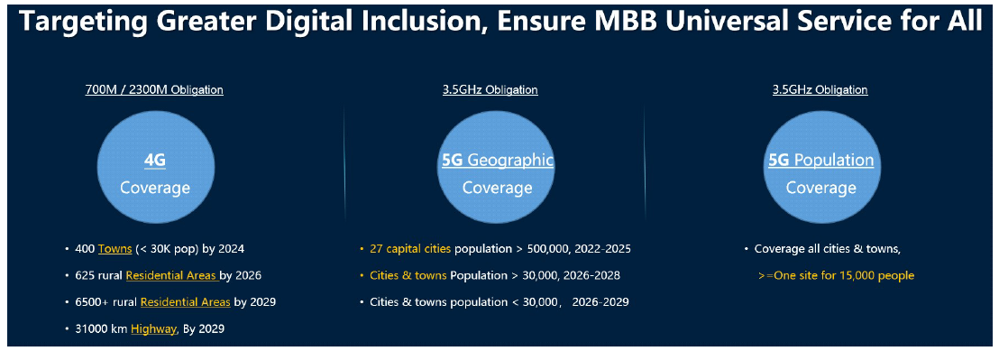 Targeting Greater Digital Inclusion, Ensure MBB Universal Service for All
700M / 2300M Obligation
4G
Coverage
• 400 Towns (< 30K pop) by 2024
• 625 rural Residential Areas by 2026
• 6500+ rural Residential Areas by 2029
• 31000 km Highway, By 2029
3.5GHz Obligation
5G Geographic
Coverage
• 27 capital cities population > 500,000, 2022-2025
• Cities & towns Population > 30,000, 2026-2028
• Cities & towns population < 30,000， 2026-2029
3.5GHz Obligation
5G Population
Coverage
• Coverage all cities & towns,
>=One site for 15,000 people